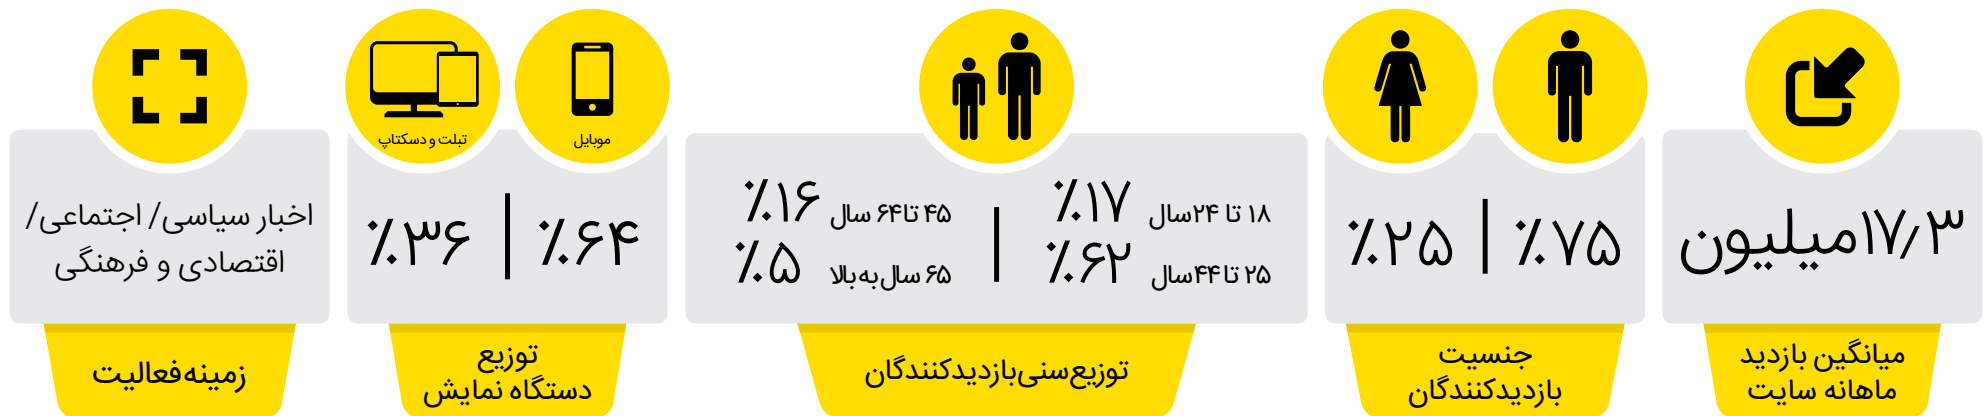 ۱۷٫۳میلیون
میانگین بازدید
ماهانه سایت
٪۷۵ | ٪۲۵
جنسیت
بازدیدکنندگان
۱۸ تا ۲۴سال ٪۱۷
۲۵ تا ۴۴سال ٪۶۲
۴۵ تا۶۴ سال ٪۱۶
۶۵ سال به بالا ٪۵
توزیع سنی بازدیدکنندگان
موبایل
تبلت و دسکتاپ
٪۶۴ | ٪۳۶
توزیع
دستگاه نمایش
اخبار سیاسی/ اجتماعی/
اقتصادی و فرهنگی
زمینه فعالیت